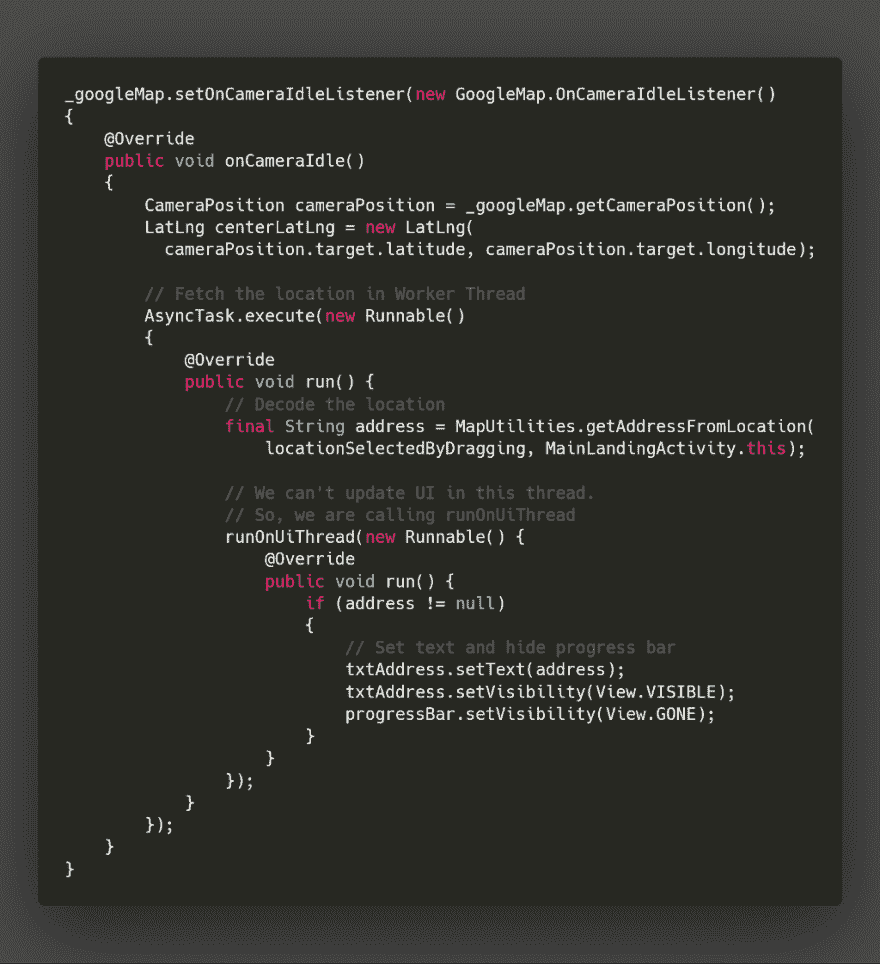 _googleMap.setOnCameraIdleListener(new GoogleMap.OnCameraIdleListener()
{
    @Override
    public void onCameraIdle()
    {
        CameraPosition cameraPosition = _googleMap.getCameraPosition();
        LatLng centerLatLng = new LatLng(
          cameraPosition.target.latitude, cameraPosition.target.longitude);

        // Fetch the location in Worker Thread
        AsyncTask.execute(new Runnable()
        {
            @Override
            public void run() {
                // Decode the location
                final String address = MapUtilities.getAddressFromLocation(
                    locationSelectedByDragging, MainLandingActivity.this);

                // We can't update UI in this thread.
                // So, we are calling runOnUiThread
                runOnUiThread(new Runnable() {
                    @Override
                    public void run() {
                        if (address != null)
                        {
                            // Set text and hide progress bar
                            txtAddress.setText(address);
                            txtAddress.setVisibility(View.VISIBLE);
                            progressBar.setVisibility(View.GONE);
                        }
                    }
                });
            }
        });
    }
}